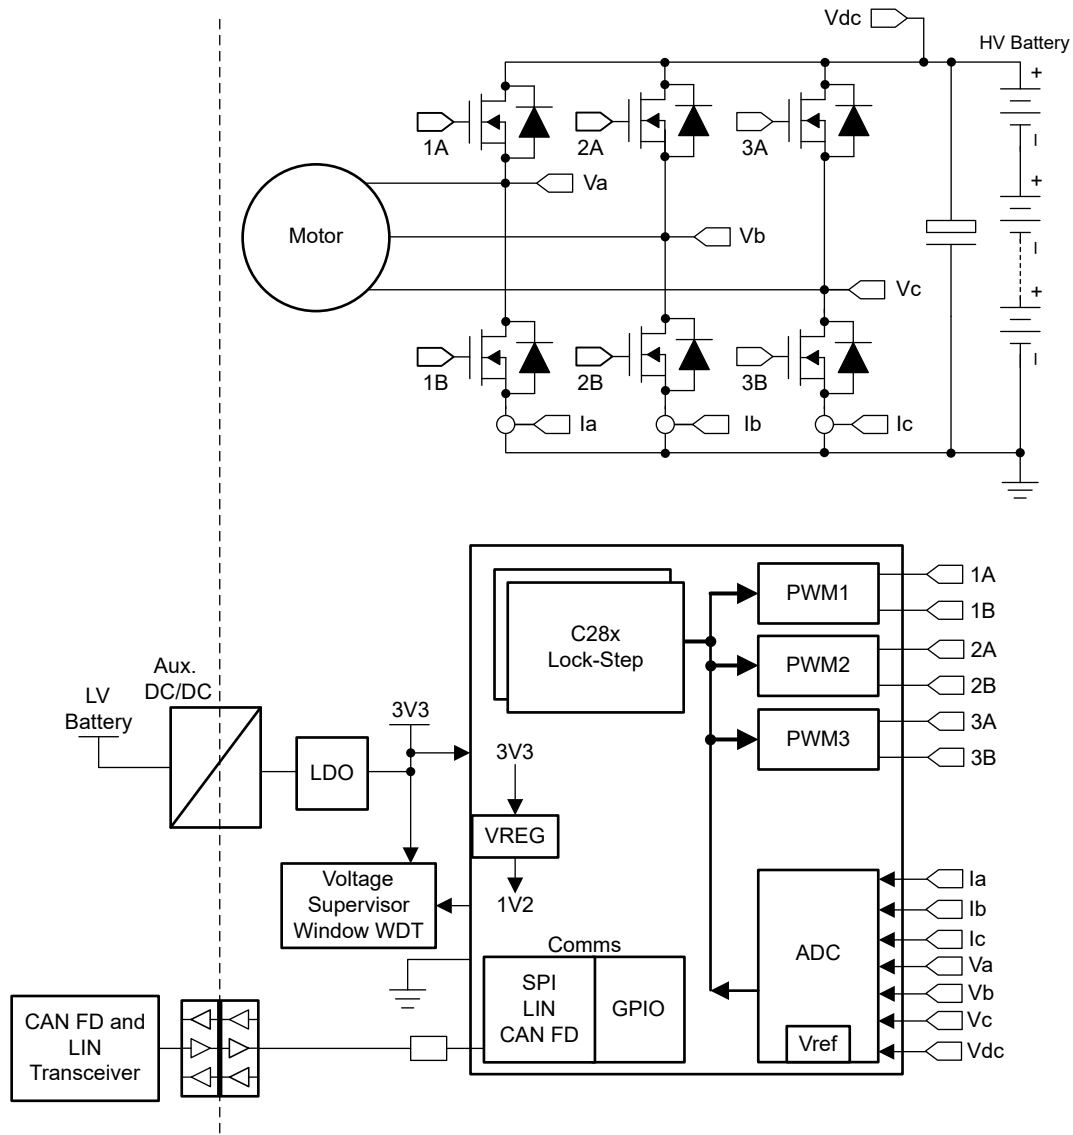 Vdc
HV Battery
+
1A
2A
3A
–
Va
+
Motor
Vb
–
Vc
+
1B
2B
3B
–
Ia
Ib
Ic
C28x
Lock-Step
PWM1
1A
1B
PWM2
2A
2B
PWM3
3A
3B
Aux.
DC/DC
LV
Battery
3V3
LDO
3V3
VREG
1V2
Voltage
Supervisor
Window WDT
ADC
Vref
Ia
Ib
Ic
Va
Vb
Vc
Vdc
Comms
SPI
LIN
CAN FD
GPIO
CAN FD and
LIN
Transceiver